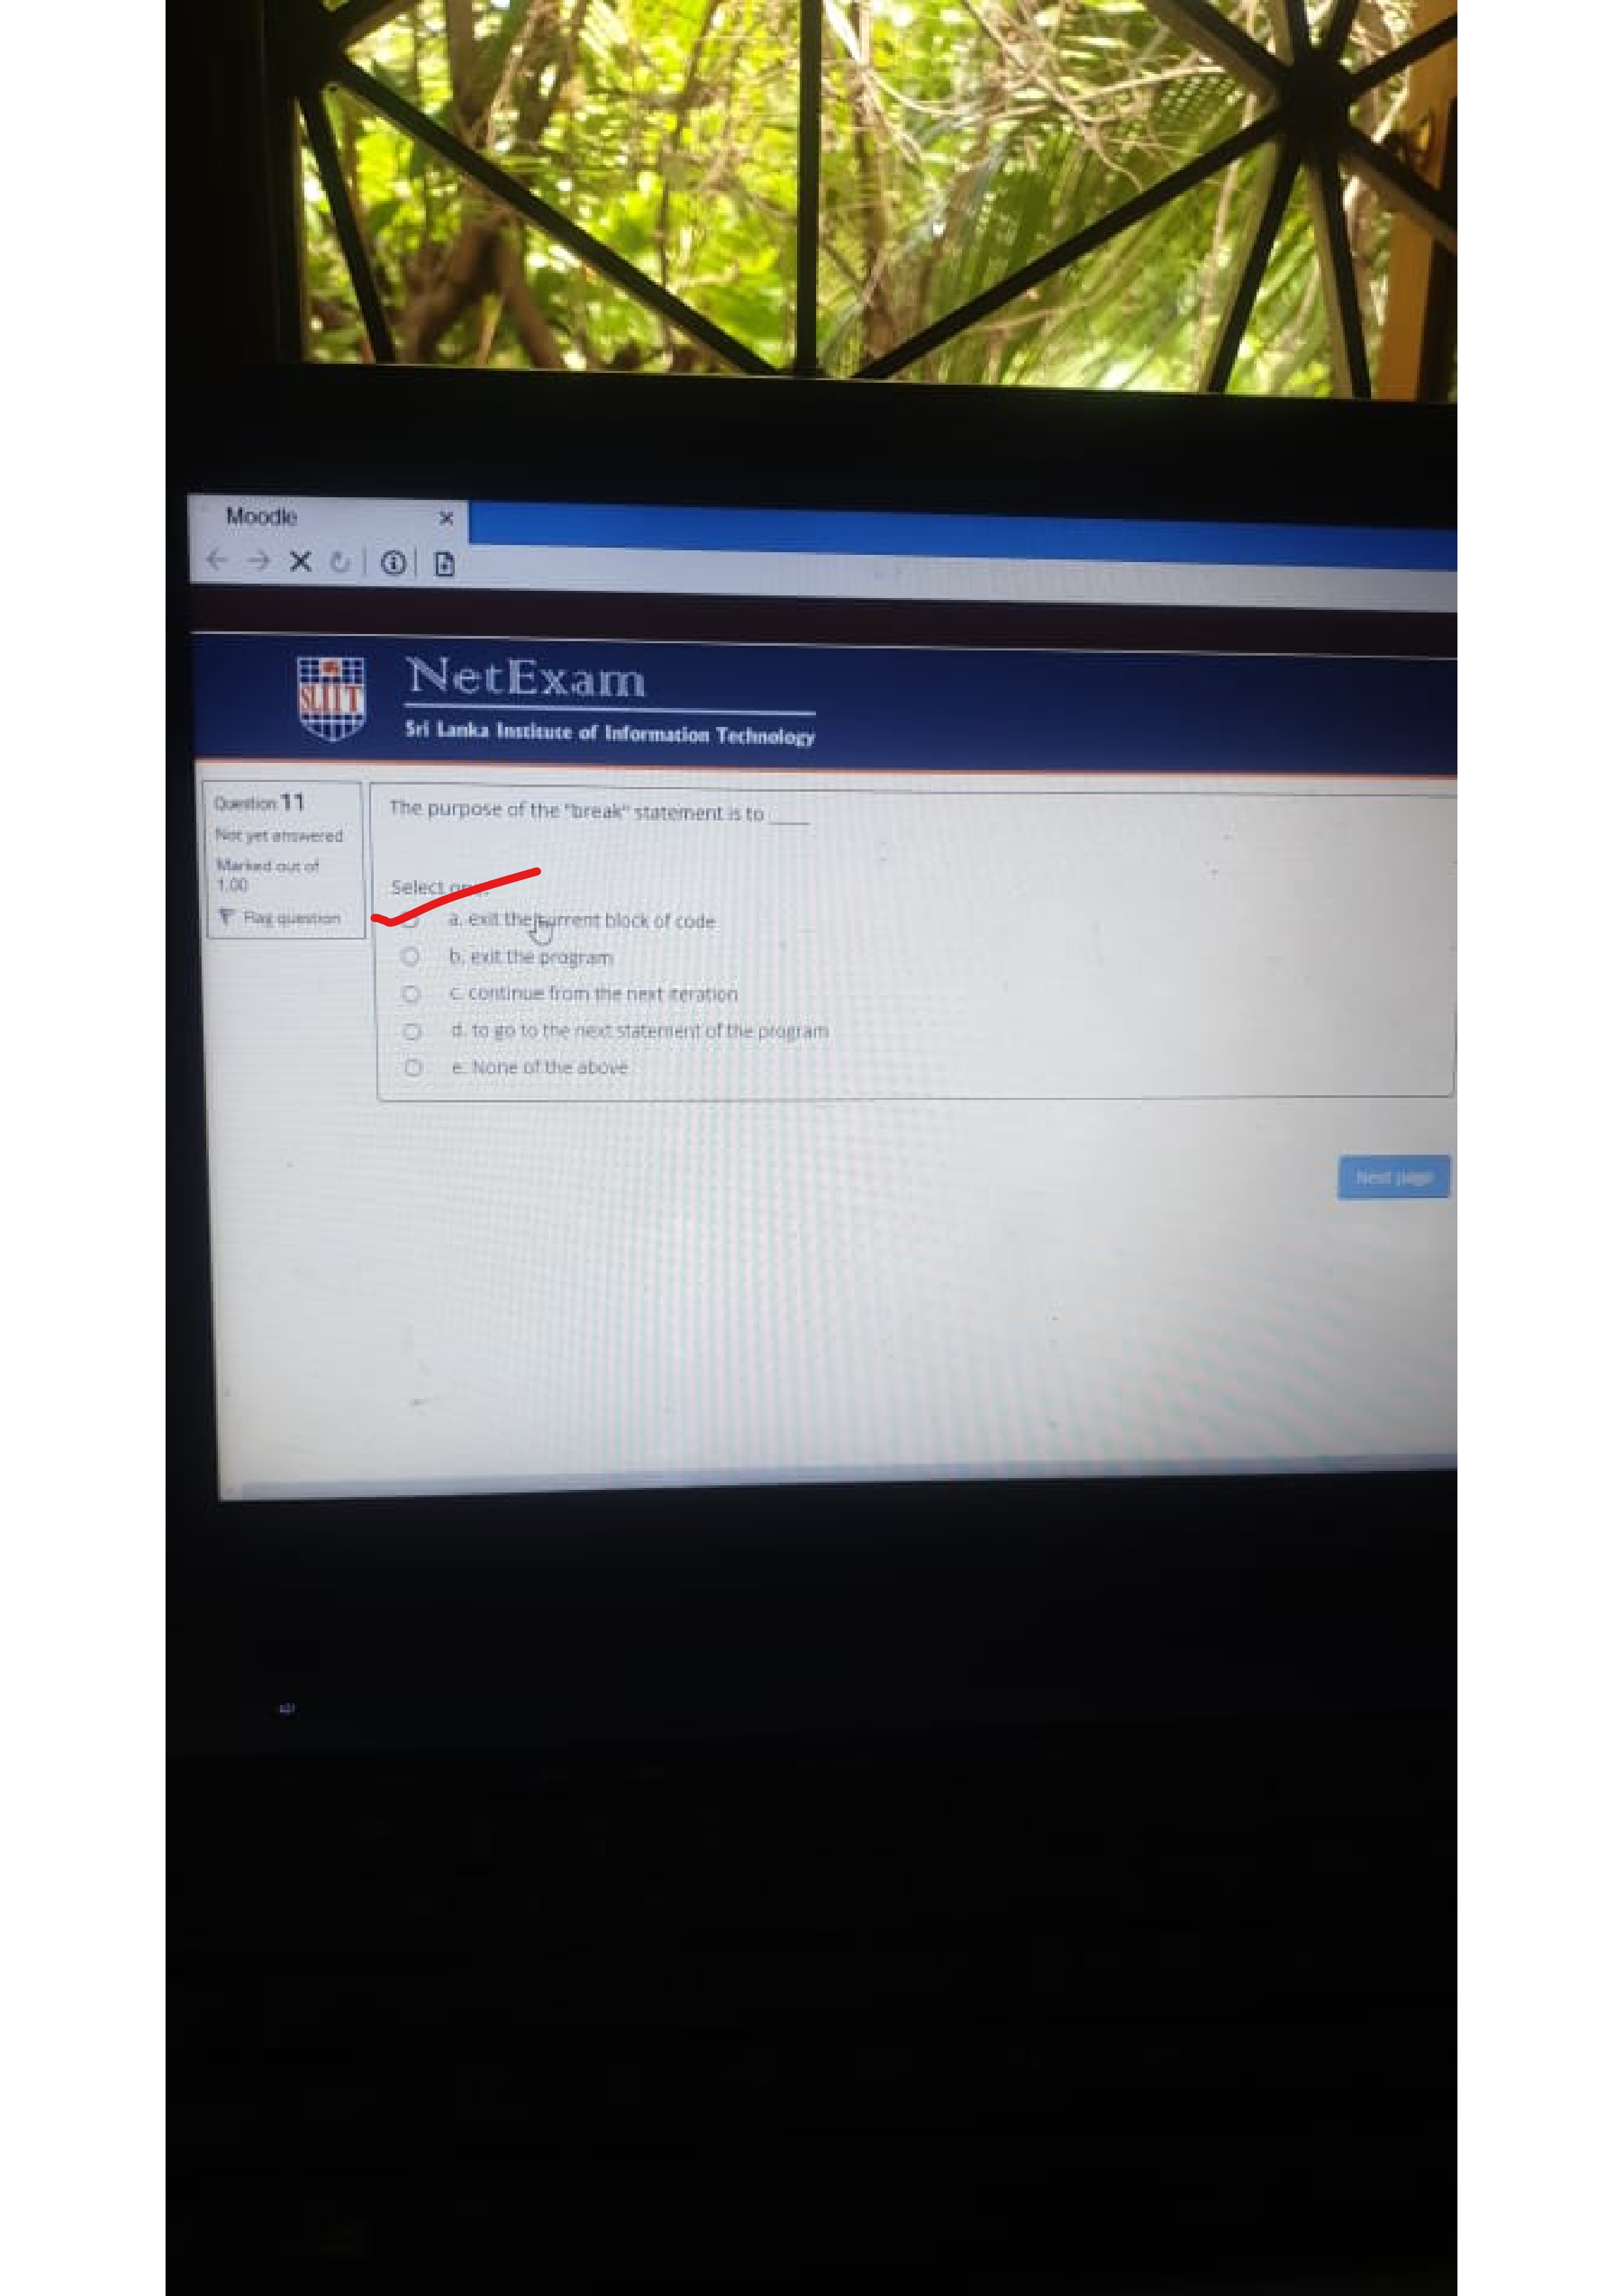 Moodle
SLIIT
NetExam
Sri Lanka Institute of Information Technology
Question 11
Not yet answered
Marked out of
1.00
Flag question
The purpose of the "break" statement is to ____
Select one:
a. exit the current block of code
b. exit the program
c. continue from the next iteration
d. to go to the next statement of the program
e. None of the above
Next page